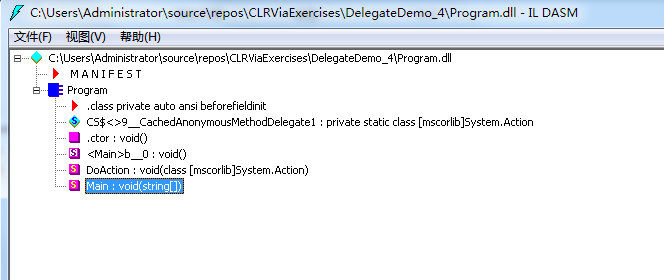 C:\Users\Administrator\source\repos\CLRViaExercises\DelegateDemo_4\Program.dll - IL DASM
文件(F) 视图(V) 帮助(H)
C:\Users\Administrator\source\repos\CLRViaExercises\DelegateDemo_4\Program.dll
M A N I F E S T
Program
.class private auto ansi beforefieldinit
CS$<>9__CachedAnonymousMethodDelegate1 : private static class [mscorlib]System.Action
.ctor : void()
<Main>b__0 : void()
DoAction : void(class [mscorlib]System.Action)
Main : void(string[])